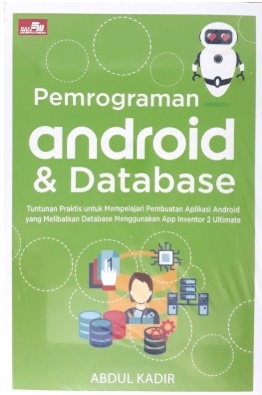 Pemrograman
android
& Database
Tuntunan Praktis untuk Mempelajari Pembuatan Aplikasi Android
yang Melibatkan Database Menggunakan App Inventor 2 Ultimate
ABDUL KADIR